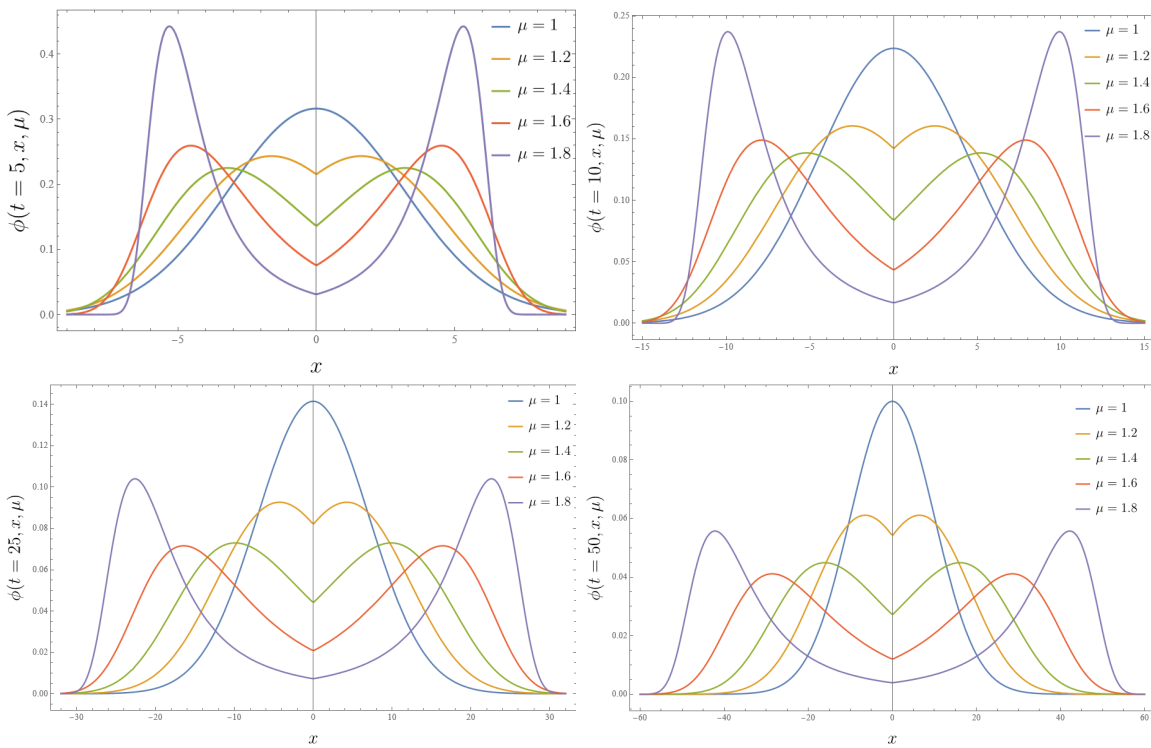 ϕ(t = 5, x, μ)
0.4
0.3
0.2
0.1
0.0
-5
0
5
x
μ = 1
μ = 1.2
μ = 1.4
μ = 1.6
μ = 1.8
ϕ(t = 10, x, μ)
0.25
0.20
0.15
0.10
0.05
0.00
-15
-10
-5
0
5
10
15
x
μ = 1
μ = 1.2
μ = 1.4
μ = 1.6
μ = 1.8
ϕ(t = 25, x, μ)
0.14
0.12
0.10
0.08
0.06
0.04
0.02
0.00
-30
-20
-10
0
10
20
30
x
μ = 1
μ = 1.2
μ = 1.4
μ = 1.6
μ = 1.8
ϕ(t = 50, x, μ)
0.10
0.08
0.06
0.04
0.02
0.00
-60
-40
-20
0
20
40
60
x
μ = 1
μ = 1.2
μ = 1.4
μ = 1.6
μ = 1.8